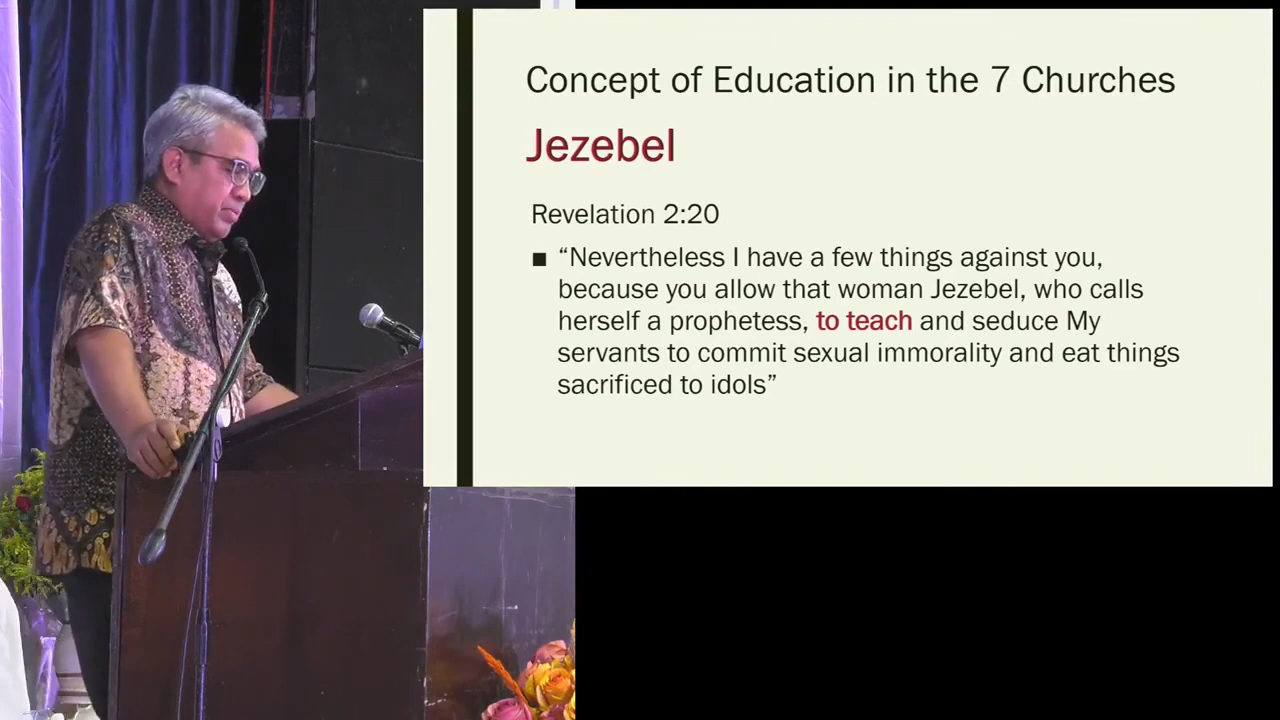 Concept of Education in the 7 Churches
Jezebel
Revelation 2:20
■ “Nevertheless I have a few things against you,
because you allow that woman Jezebel, who calls
herself a prophetess, to teach and seduce My
servants to commit sexual immorality and eat things
sacrificed to idols”